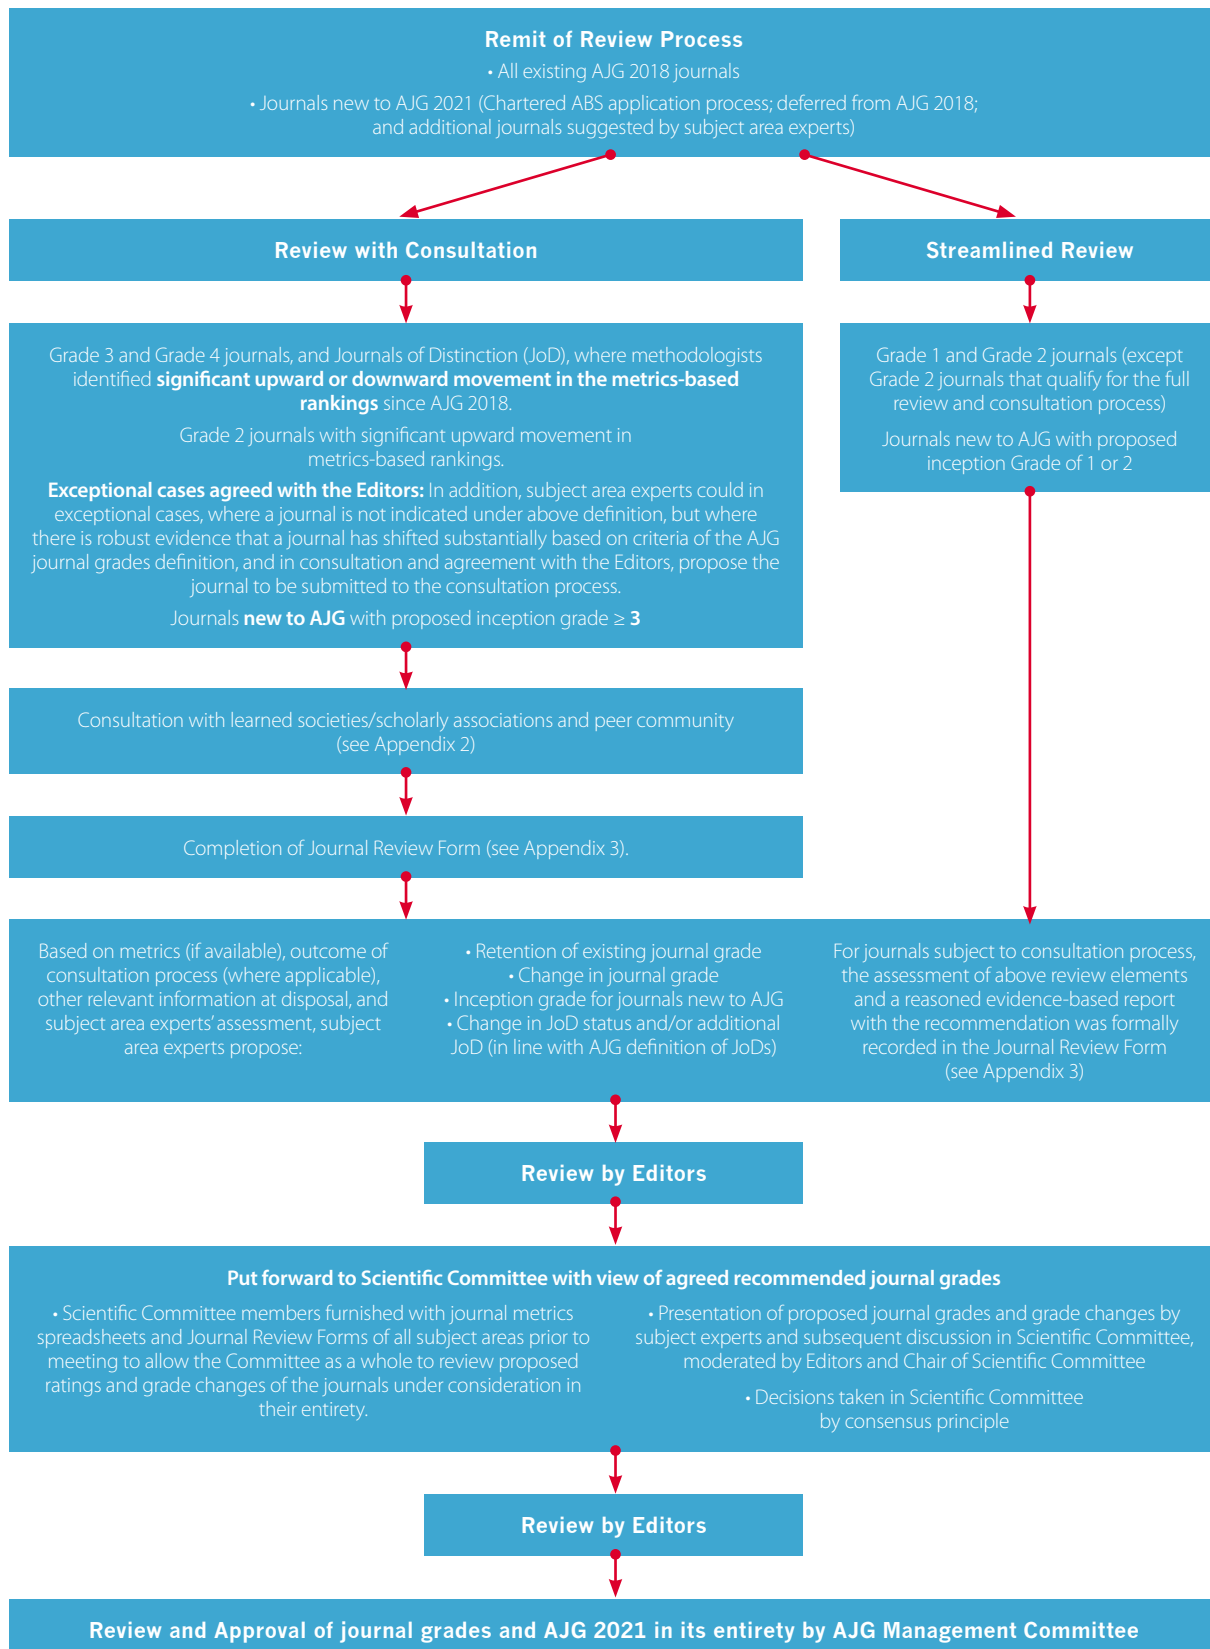 Remit of Review Process
• All existing AJG 2018 journals
• Journals new to AJG 2021 (Chartered ABS application process; deferred from AJG 2018;
and additional journals suggested by subject area experts)
Review with Consultation
Streamlined Review
Grade 3 and Grade 4 journals, and Journals of Distinction (JoD), where methodologists
identified significant upward or downward movement in the metrics-based
rankings since AJG 2018.
Grade 2 journals with significant upward movement in
metrics-based rankings.
Exceptional cases agreed with the Editors: In addition, subject area experts could in
exceptional cases, where a journal is not indicated under above definition, but where
there is robust evidence that a journal has shifted substantially based on criteria of the AJG
journal grades definition, and in consultation and agreement with the Editors, propose the
journal to be submitted to the consultation process.
Journals new to AJG with proposed inception grade ≥ 3
Grade 1 and Grade 2 journals (except
Grade 2 journals that qualify for the full
review and consultation process)
Journals new to AJG with proposed
inception Grade of 1 or 2
Consultation with learned societies/scholarly associations and peer community
(see Appendix 2)
Completion of Journal Review Form (see Appendix 3).
Based on metrics (if available), outcome of
consultation process (where applicable),
other relevant information at disposal, and
subject area experts' assessment, subject
area experts propose:
• Retention of existing journal grade
• Change in journal grade
• Inception grade for journals new to AJG
• Change in JoD status and/or additional
JoD (in line with AJG definition of JoDs)
For journals subject to consultation process,
the assessment of above review elements
and a reasoned evidence-based report
with the recommendation was formally
recorded in the Journal Review Form
(see Appendix 3)
Review by Editors
Put forward to Scientific Committee with view of agreed recommended journal grades
• Scientific Committee members furnished with journal metrics
spreadsheets and Journal Review Forms of all subject areas prior to
meeting to allow the Committee as a whole to review proposed
ratings and grade changes of the journals under consideration in
their entirety.
• Presentation of proposed journal grades and grade changes by
subject experts and subsequent discussion in Scientific Committee,
moderated by Editors and Chair of Scientific Committee
• Decisions taken in Scientific Committee
by consensus principle
Review by Editors
Review and Approval of journal grades and AJG 2021 in its entirety by AJG Management Committee